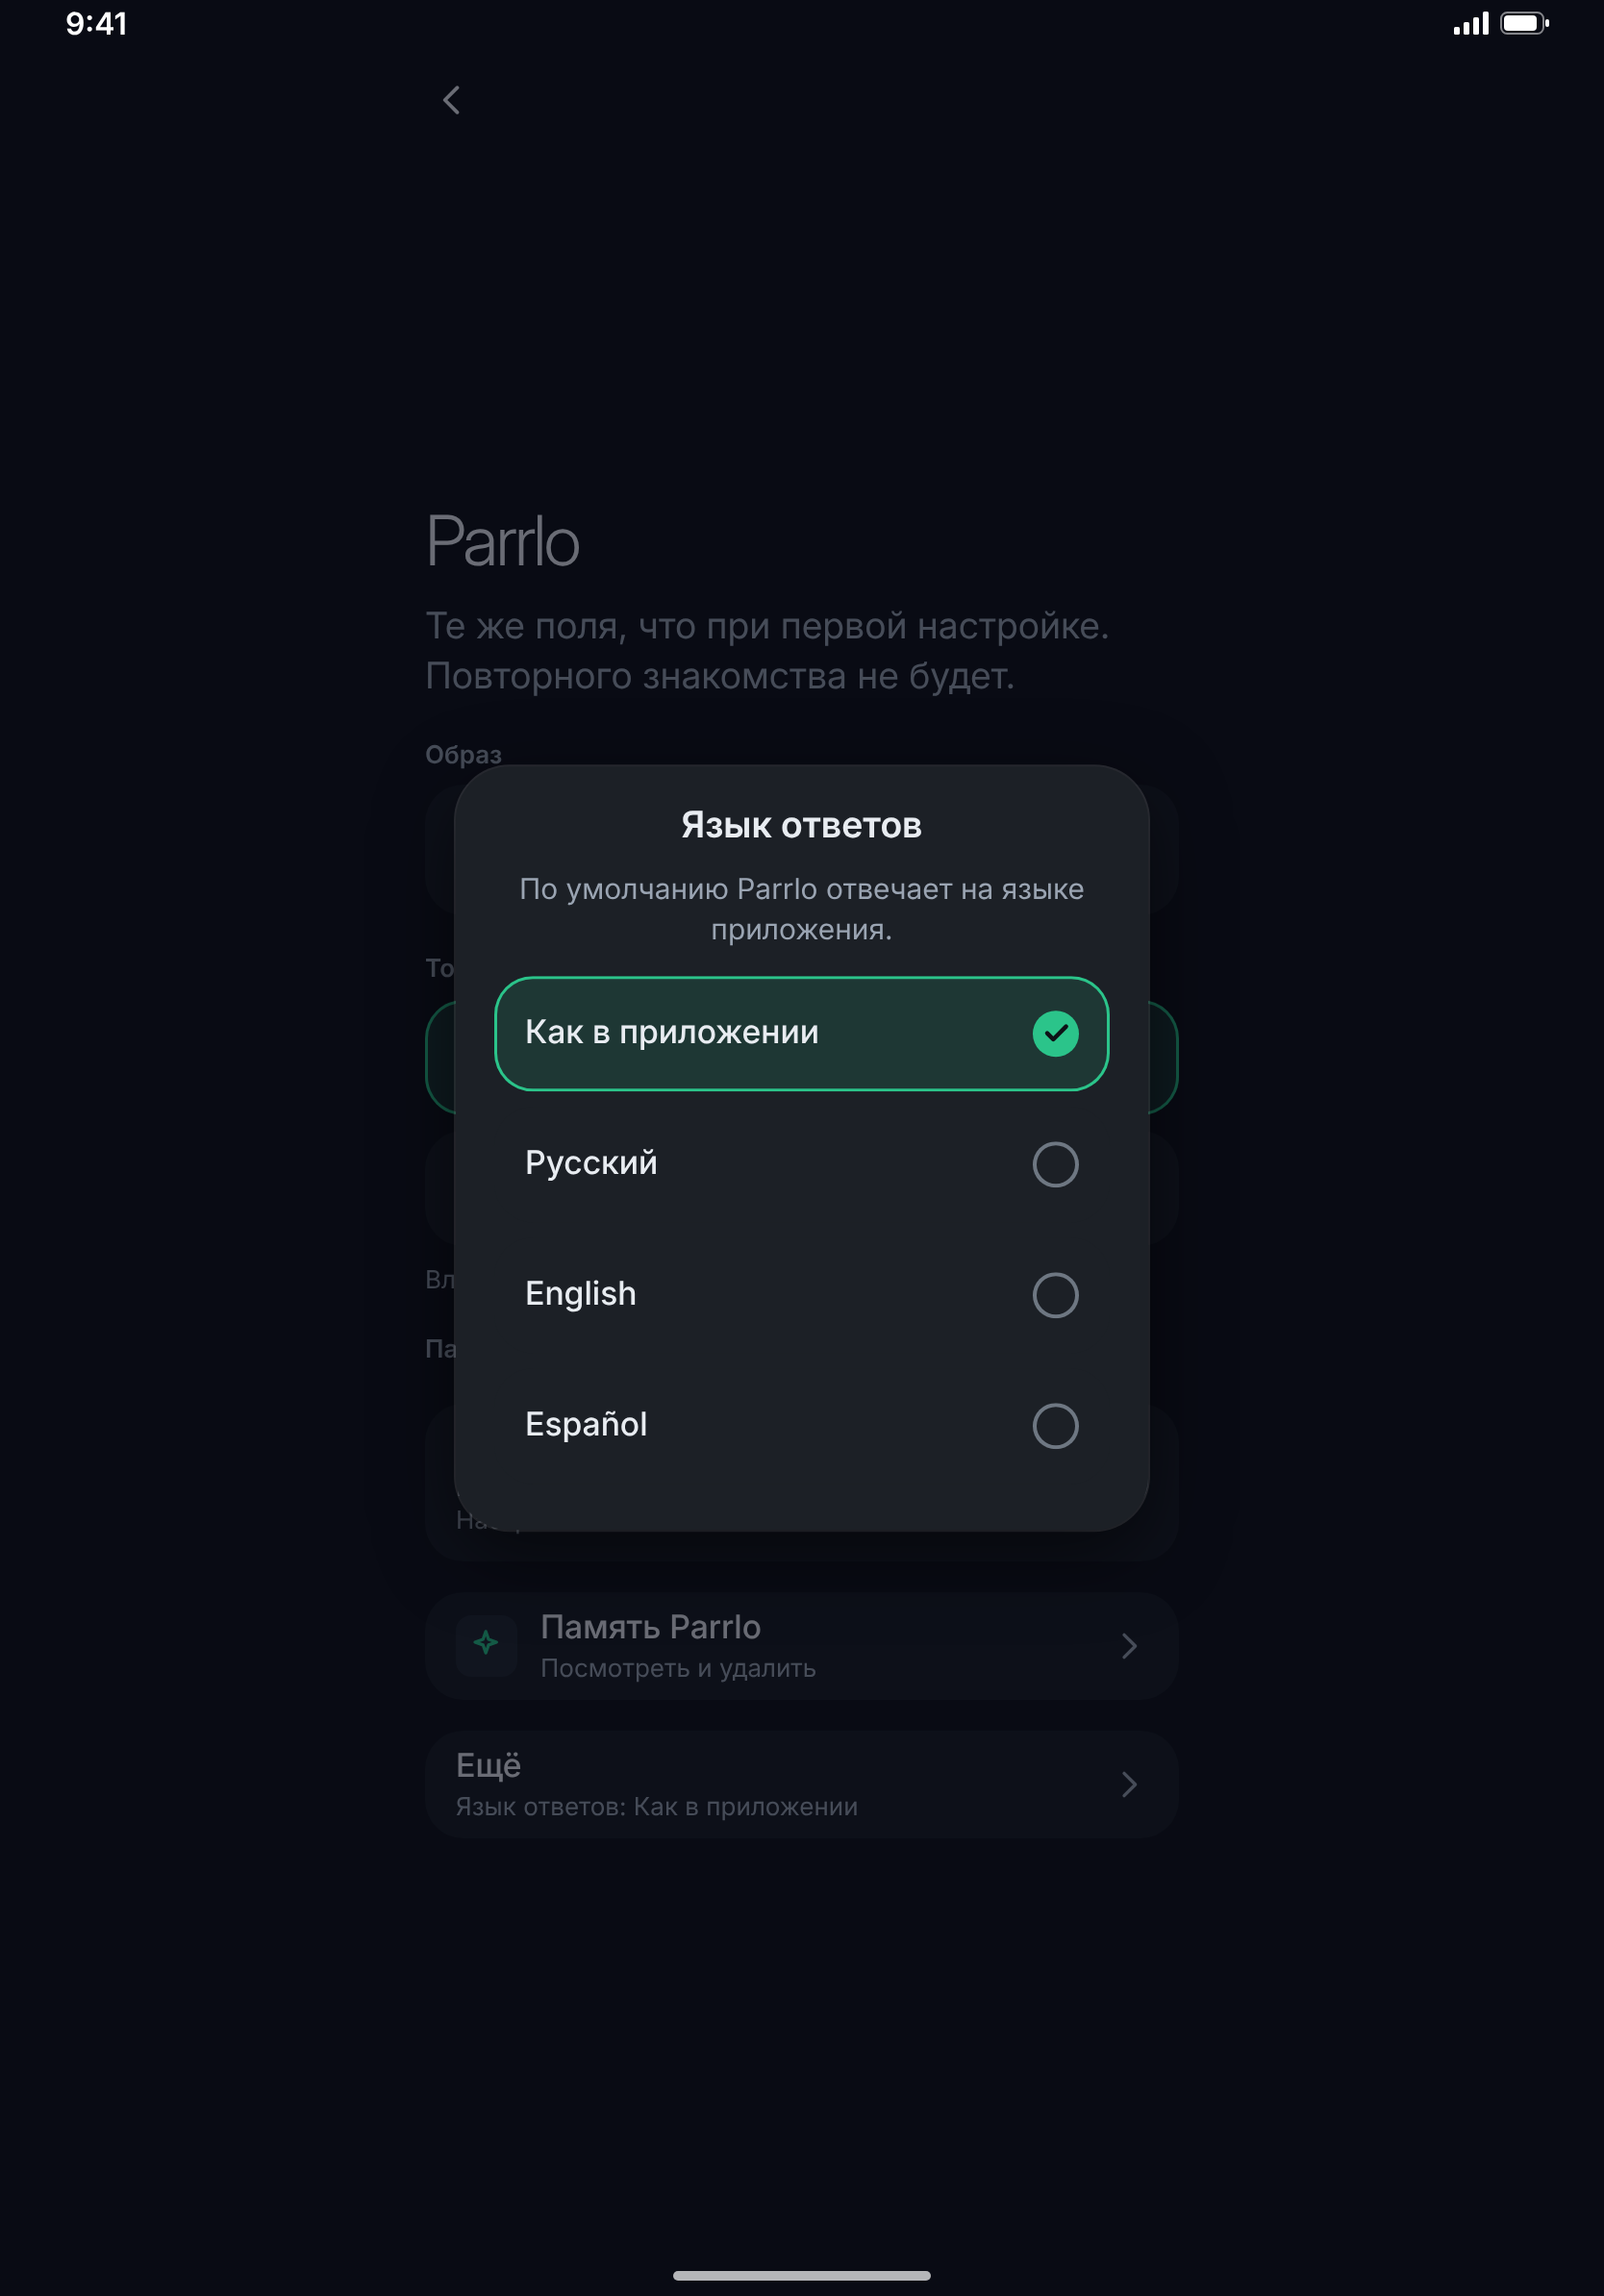 9:41
Parrlo
Те же поля, что при первой настройке.
Повторного знакомства не будет.
Образ
Язык ответов
По умолчанию Parrlo отвечает на языке
приложения.
Как в приложении
Русский
English
Español
Память Parrlo
Посмотреть и удалить
Ещё
Язык ответов: Как в приложении